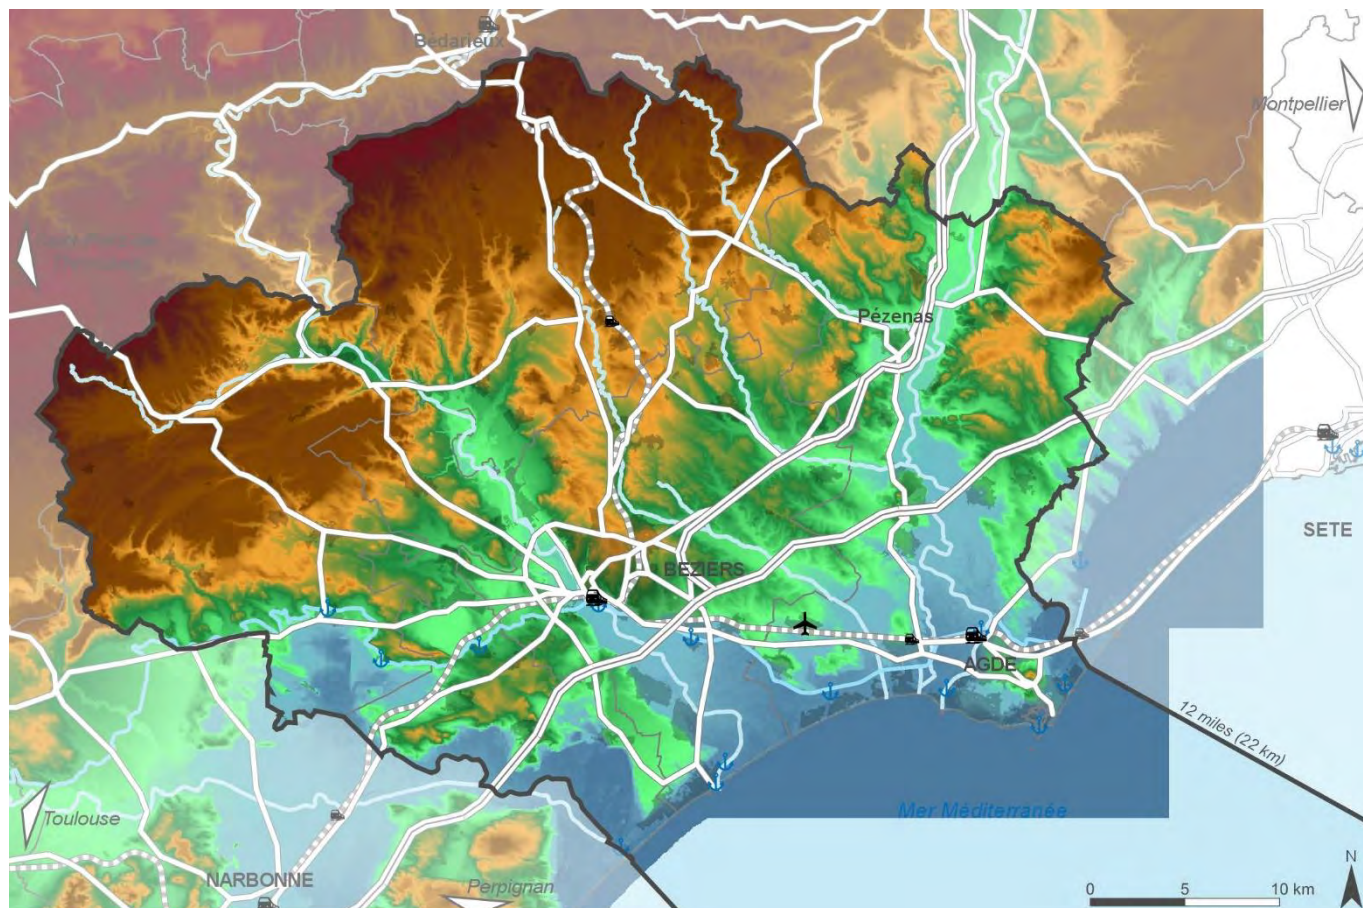 Bédarieux
Montpellier
Pézenas
SETE
BEZIERS
AGDE
12 miles (22 km)
Mer Méditerranée
Toulouse
NARBONNE
Perpignan
N
0 5 10 km